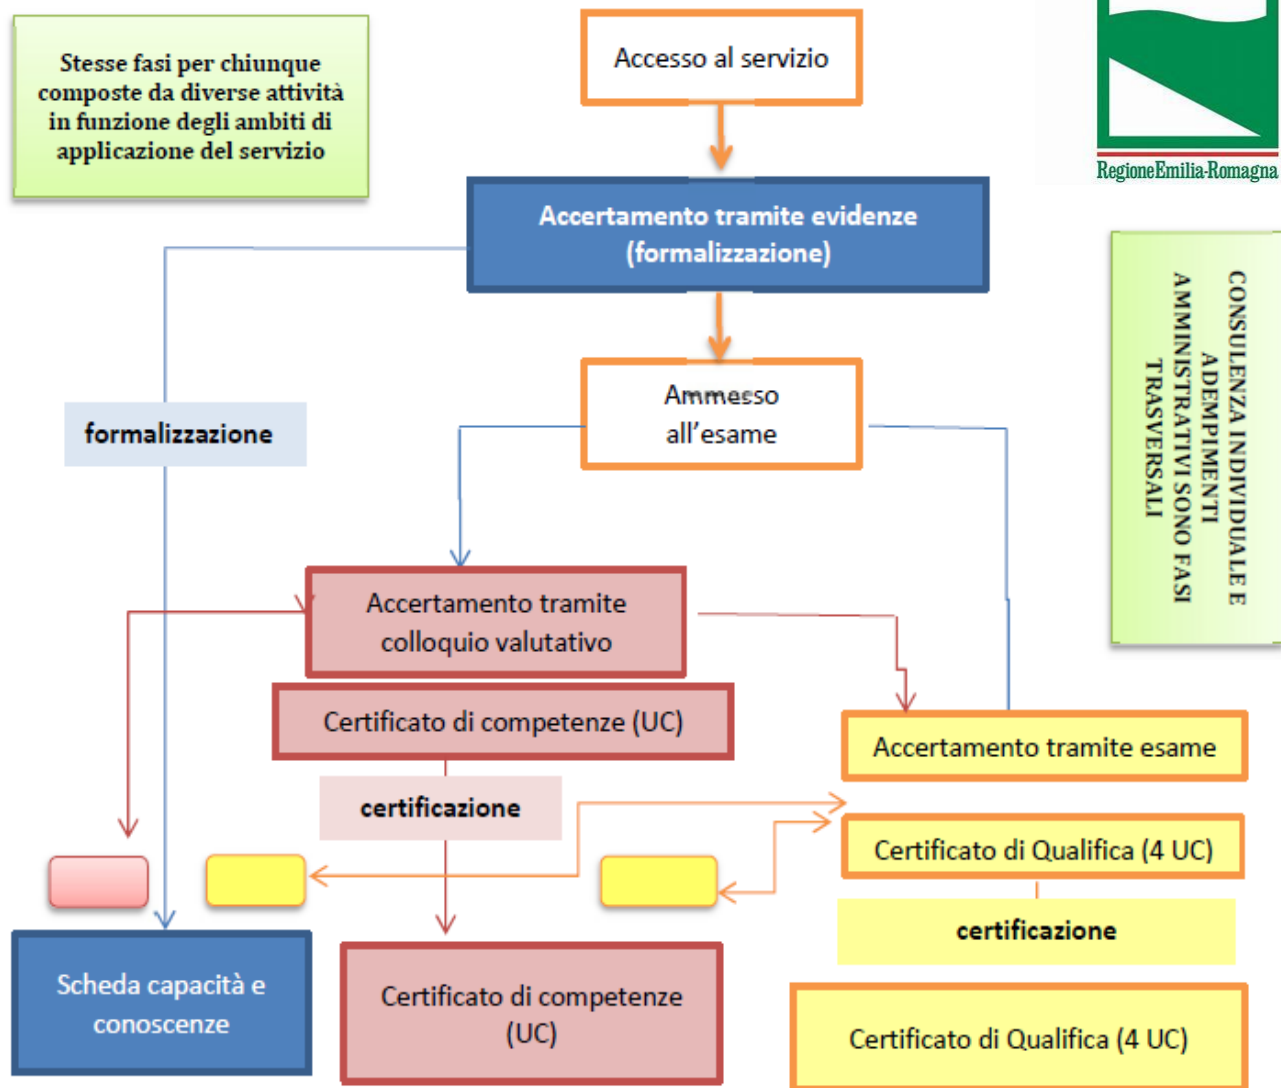 Stesse fasi per chiunque
composte da diverse attività
in funzione degli ambiti di
applicazione del servizio
Accesso al servizio
RegioneEmilia-Romagna
Accertamento tramite evidenze
(formalizzazione)
CONSULENZA INDIVIDUALE E
ADEMPIMENTI
AMMINISTRATIVI SONO FASI
TRASVERSALI
Ammesso
all'esame
formalizzazione
Accertamento tramite
colloquio valutativo
Certificato di competenze (UC)
Accertamento tramite esame
certificazione
Certificato di Qualifica (4 UC)
certificazione
Scheda capacità e
conoscenze
Certificato di competenze
(UC)
Certificato di Qualifica (4 UC)